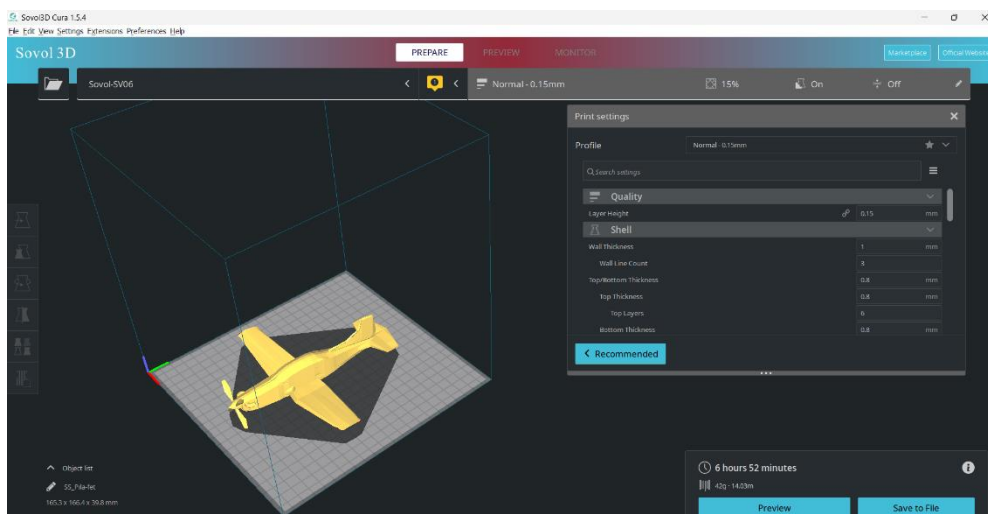 Sovol3D Cura 1.5.4
File Edit View Settings Extensions Preferences Help
Sovol 3D PREPARE PREVIEW MONITOR Marketplace Official Website
Sovol-SV06 Normal - 0.15mm 15% On Off
Print settings
Profile Normal - 0.15mm
Search settings
Quality
Layer Height 0.15 mm
Shell
Wall Thickness 1 mm
Wall Line Count 3
Top/Bottom Thickness 0.8 mm
Top Thickness 0.8 mm
Top Layers 6
Bottom Thickness 0.8 mm
Recommended
Object list
165.3 x 166.4 x 39.8 mm
6 hours 52 minutes
42g · 14.03m
Preview Save to File